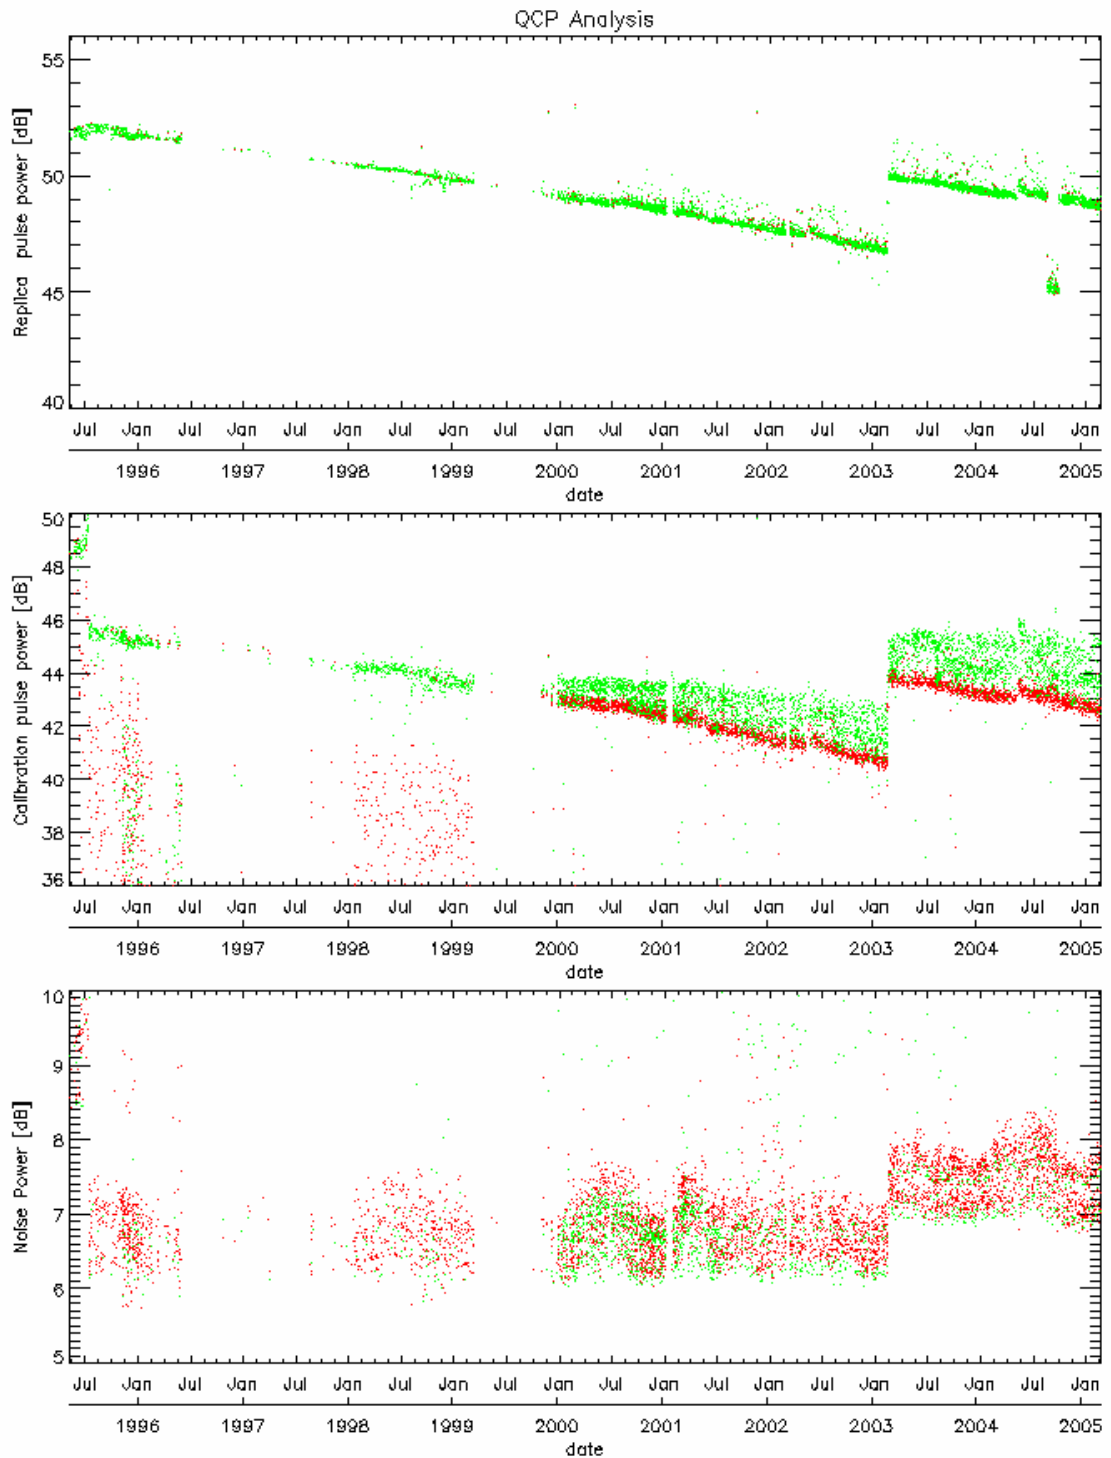 QCP Analysis
Replica pulse power [dB]
55
50
45
40
Jul Jan Jul Jan Jul Jan Jul Jan Jul Jan Jul Jan Jul Jan Jul Jan Jul Jan Jul Jan
1996 1997 1998 1999 2000 2001 2002 2003 2004 2005
date
Calibration pulse power [dB]
50
48
46
44
42
40
38
36
Jul Jan Jul Jan Jul Jan Jul Jan Jul Jan Jul Jan Jul Jan Jul Jan Jul Jan Jul Jan
1996 1997 1998 1999 2000 2001 2002 2003 2004 2005
date
Noise Power [dB]
10
9
8
7
6
5
Jul Jan Jul Jan Jul Jan Jul Jan Jul Jan Jul Jan Jul Jan Jul Jan Jul Jan Jul Jan
1996 1997 1998 1999 2000 2001 2002 2003 2004 2005
date